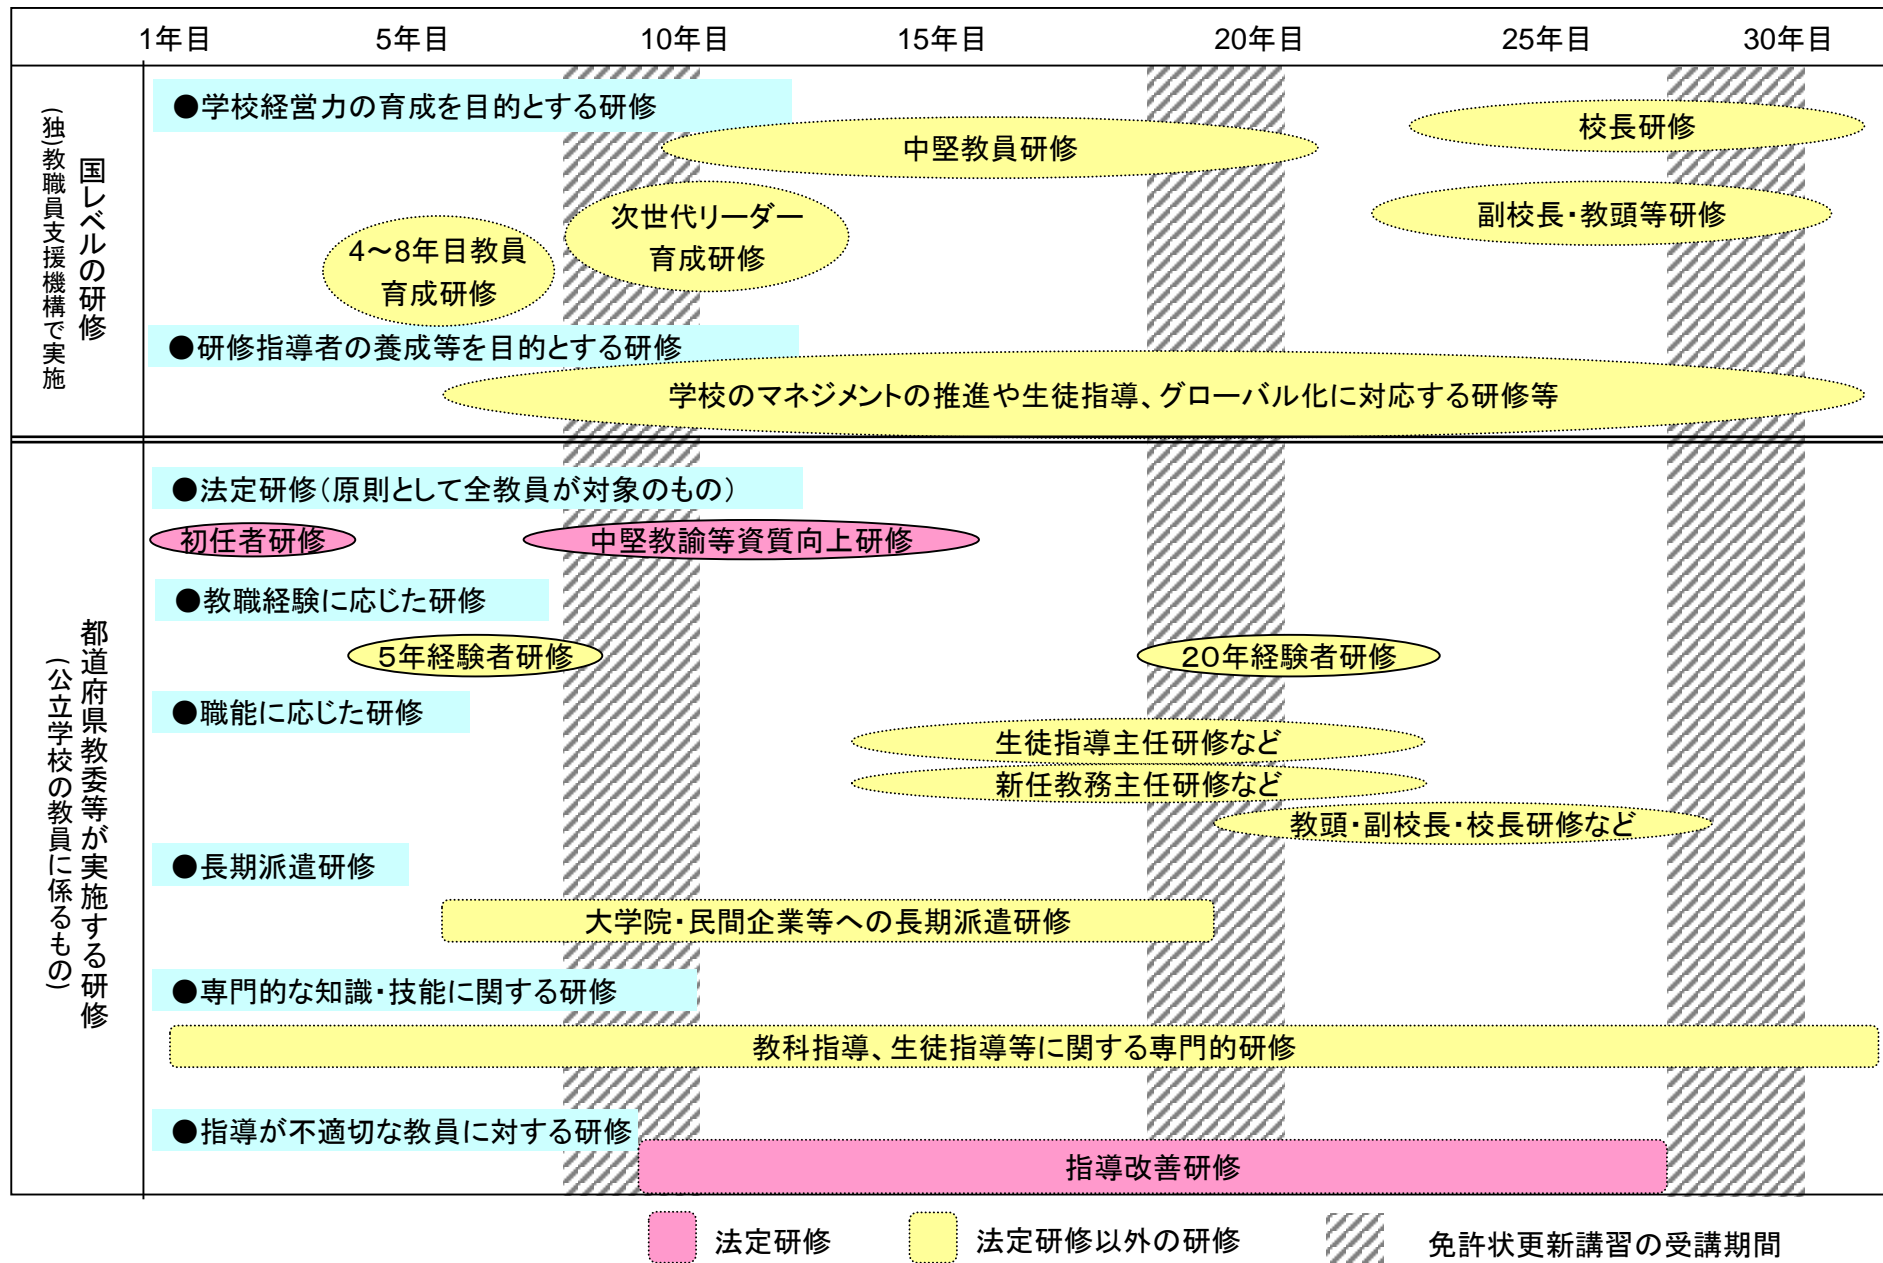 1年目 5年目 10年目 15年目 20年目 25年目 30年目
国レベルの研修
(独)教職員支援機構で実施
●学校経営力の育成を目的とする研修
中堅教員研修
校長研修
次世代リーダー
育成研修
副校長・教頭等研修
4～8年目教員
育成研修
●研修指導者の養成等を目的とする研修
学校のマネジメントの推進や生徒指導、グローバル化に対応する研修等
都道府県教委等が実施する研修
(公立学校の教員に係るもの)
●法定研修(原則として全教員が対象のもの)
初任者研修
中堅教諭等資質向上研修
●教職経験に応じた研修
5年経験者研修
20年経験者研修
●職能に応じた研修
生徒指導主任研修など
新任教務主任研修など
教頭・副校長・校長研修など
●長期派遣研修
大学院・民間企業等への長期派遣研修
●専門的な知識・技能に関する研修
教科指導、生徒指導等に関する専門的研修
●指導が不適切な教員に対する研修
指導改善研修
法定研修
法定研修以外の研修
免許状更新講習の受講期間